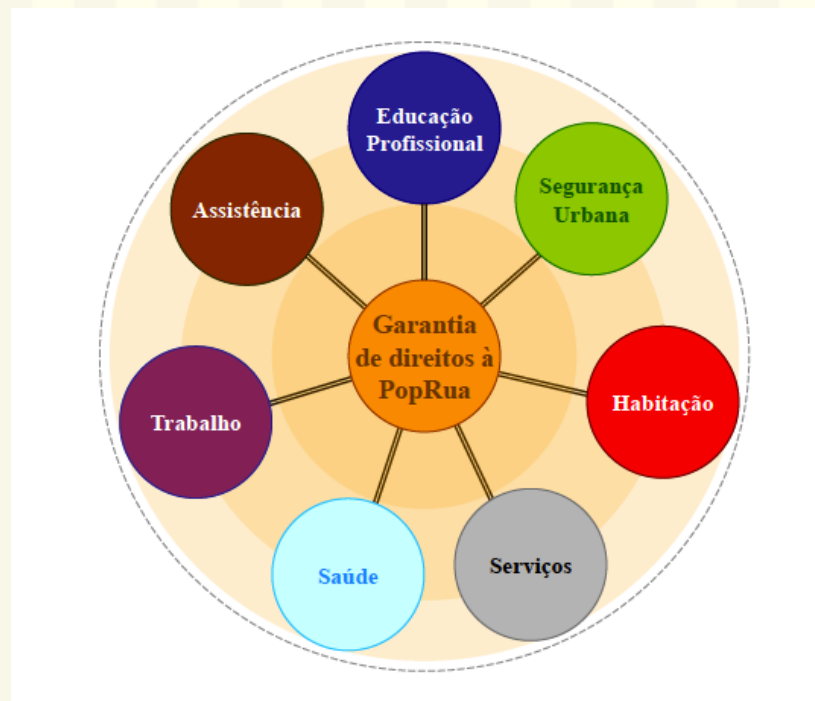 Educação
Profissional
Segurança
Urbana
Assistência
Garantia
de direitos à
PopRua
Habitação
Trabalho
Serviços
Saúde